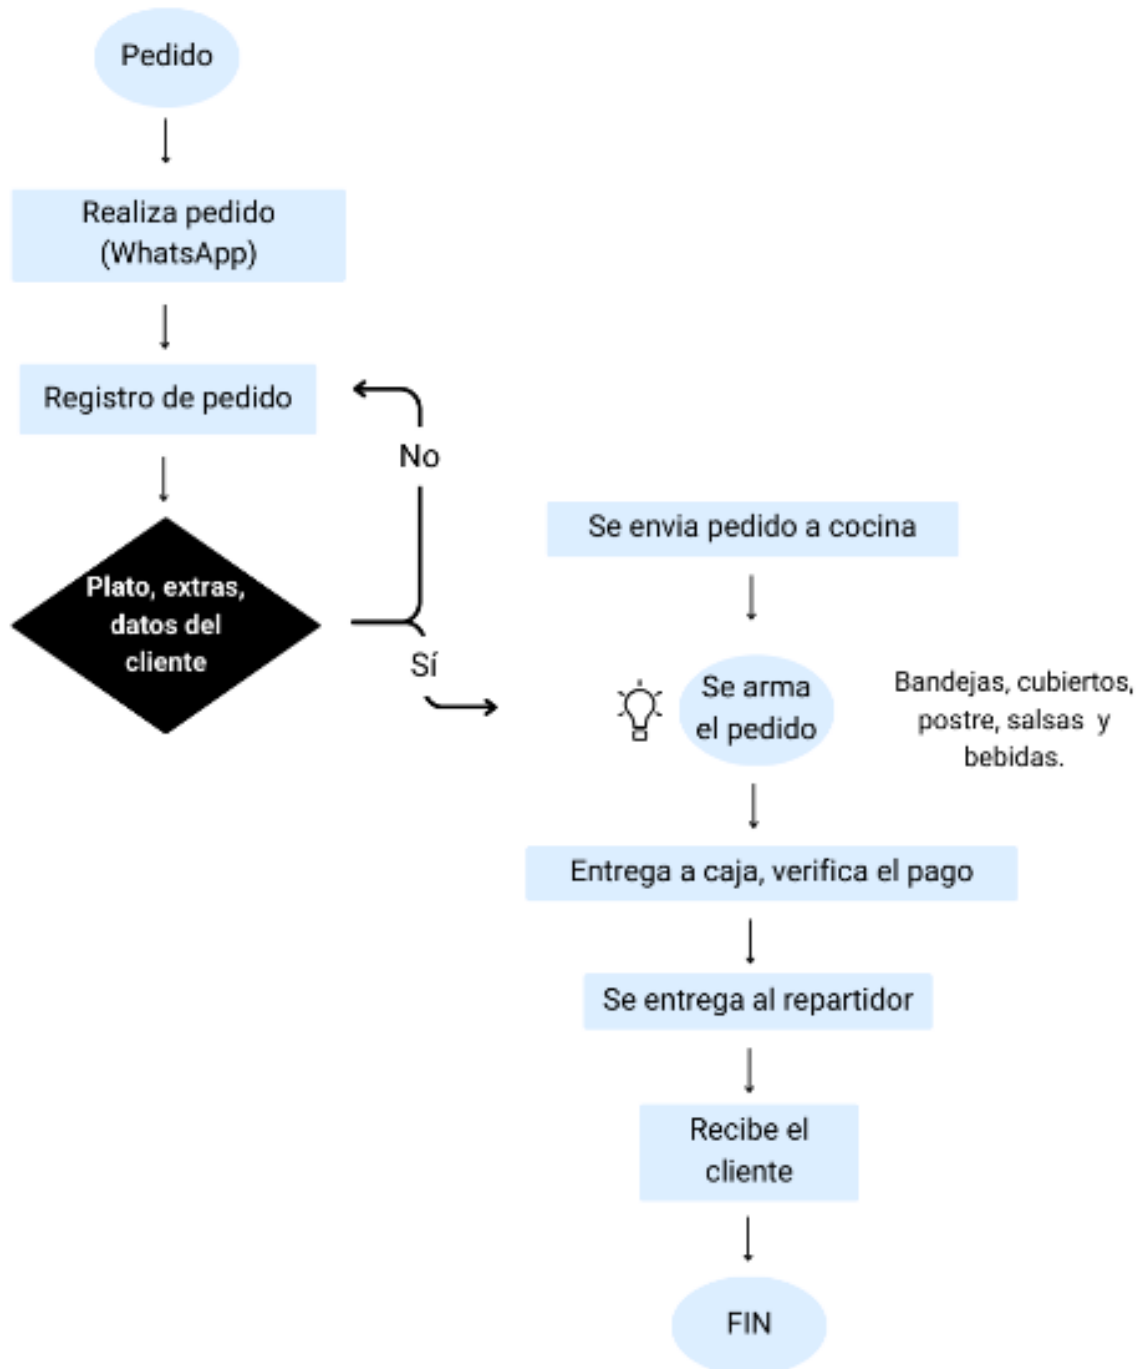 Pedido
Realiza pedido
(WhatsApp)
Registro de pedido
No
Plato, extras,
datos del
cliente
Sí
Se envia pedido a cocina
Se arma
el pedido
Bandejas, cubiertos,
postre, salsas y
bebidas.
Entrega a caja, verifica el pago
Se entrega al repartidor
Recibe el
cliente
FIN